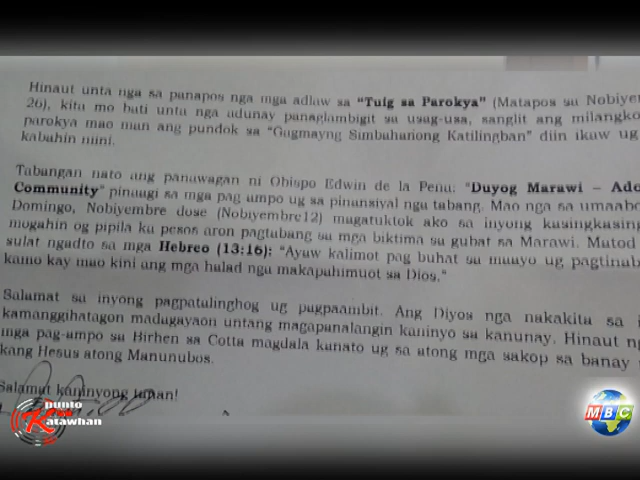 Hinaut unta nga sa panapos nga mga adlaw sa "Tuig sa Parokya" (Matapos sa Nobiyem
26), kita mo bati unta nga adunay panaglambigit sa usag-usa, sanglit ang milangko
parokya mao man ang pundok sa "Gagmayng Simbahanong Katilingban" diin ikaw ug
kabahin niini.
Tabangan nato ang panawagan ni Obispo Edwin de la Pena: "Duyog Marawi – Ado
Community" pinaagi sa mga pag ampo ug sa pinansiyal nga tabang. Mao nga sa umaabo
Domingo, Nobiyembre dose (Nobiyembre12) magatuktok ako sa inyong kasingkasing
mogahin og pipila ka pesos aron pagtabang sa mga biktima sa gubat sa Marawi. Matod
sulat ngadto sa mga Hebreo (13:16): "Ayaw kalimot pag buhat sa maayo ug pagtinab
kamo kay mao kini ang mga halad nga makapahimuot sa Dios."
Salamat sa inyong pagpatalinghog ug pagpaambit. Ang Diyos nga nakakita sa i
kamanggihatagon madagayaon untang magapanalangin kaninyo sa kanunay. Hinaut ng
mga pag-ampo sa Birhen sa Cotta magdala kanato ug sa atong mga sakop sa banay
kang Hesus atong Manunubos.
Salamat kaninyong tanan!
punto
Katawhan
MBC